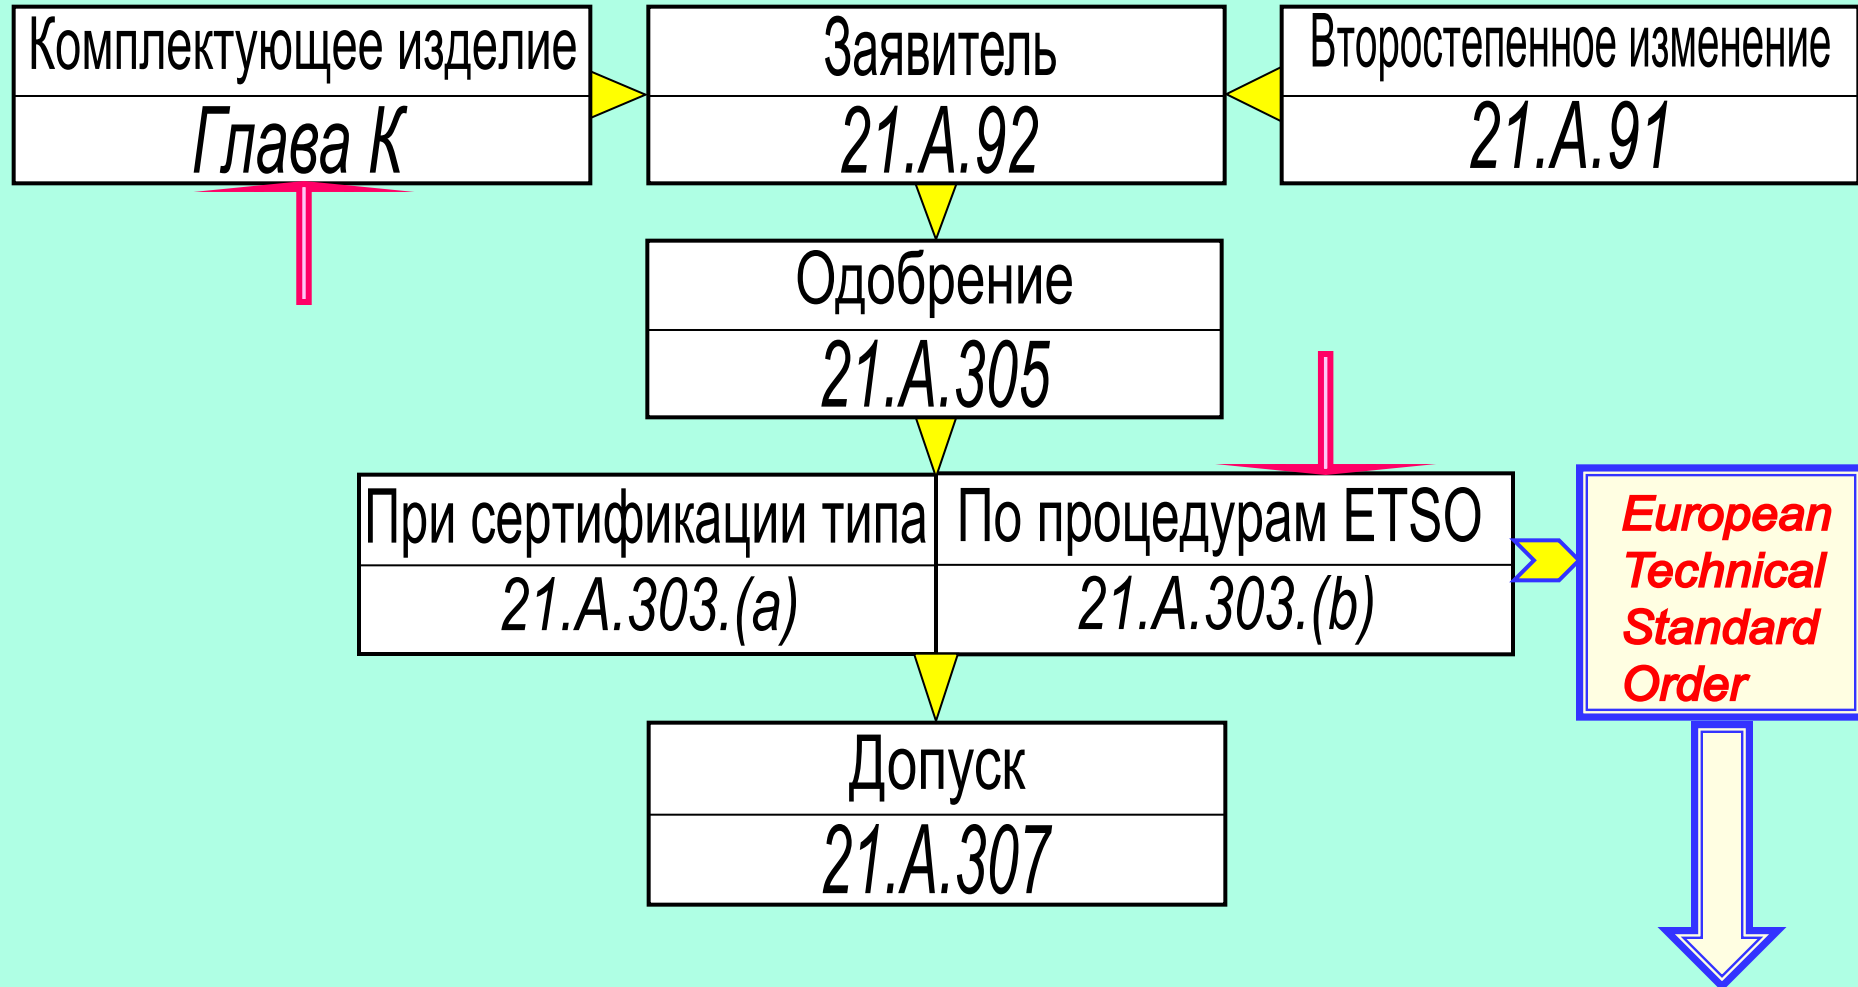 Комплектующее изделие
Глава К
Заявитель
21.А.92
Второстепенное изменение
21.А.91
Одобрение
21.А.305
При сертификации типа
21.А.303.(a)
По процедурам ETSO
21.А.303.(b)
European
Technical
Standard
Order
Допуск
21.А.307